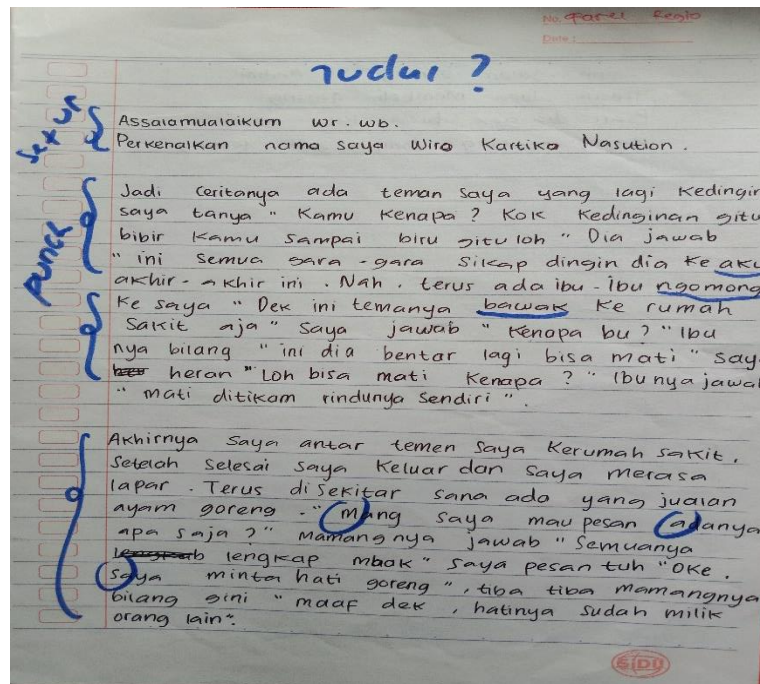 No. Farel Regio
Date :
Judul ?
Assalamualaikum wr. wb.
Perkenalkan nama saya Wiro Kartika Nasution.
Jadi ceritanya ada teman saya yang lagi kedingin
saya tanya " Kamu kenapa ? Kok kedinginan gitu
bibir kamu sampai biru gitu loh " Dia jawab
" ini semua gara - gara sikap dingin dia ke aku
akhir - akhir ini . Nah , terus ada ibu - ibu ngomong
ke saya " Dek ini temanya bawak ke rumah
sakit aja " Saya jawab " kenapa bu ? " Ibu
nya bilang " ini dia bentar lagi bisa mati " say
heran " Loh bisa mati kenapa ? " Ibunya jawa
" mati ditikam rindunya sendiri " .
Akhirnya saya antar temen saya kerumah sakit .
Setelah selesai saya keluar dan saya merasa
lapar . Terus disekitar sana ada yang jualan
ayam goreng . " mang saya mau pesan adanya
apa saja ? " mamangnya jawab " semuanya
lengkap mbak " saya pesan tuh " Oke .
Saya minta hati goreng " , tiba tiba mamangnya
bilang gini " maaf dek , hatinya sudah milik
orang lain " .
SiDU